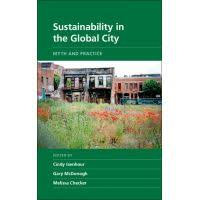 Sustainability in
the Global City
MYTH AND PRACTICE
EDITED BY
Cindy Isenhour
Gary McDonogh
Melissa Checker